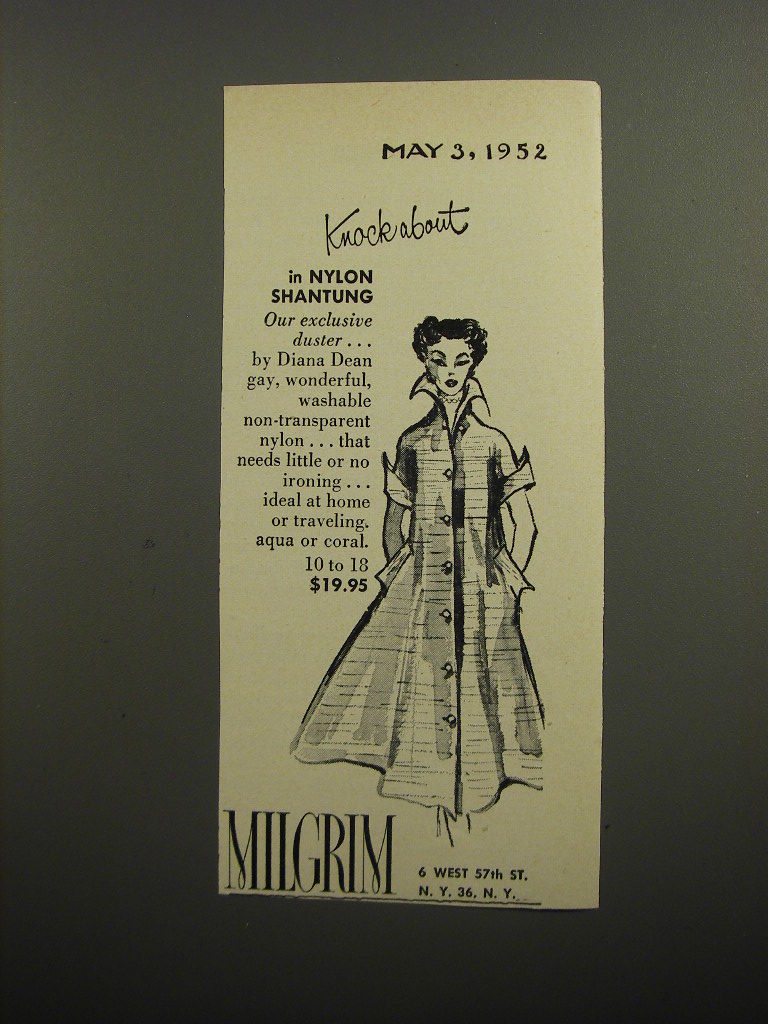 MAY 3, 1952
Knockabout
in NYLON
SHANTUNG
Our exclusive
duster...
by Diana Dean
gay, wonderful,
washable
non-transparent
nylon... that
needs little or no
ironing...
ideal at home
or traveling.
aqua or coral.
10 to 18
$19.95
MILGRIM
6 WEST 57th ST.
N. Y. 36, N. Y.